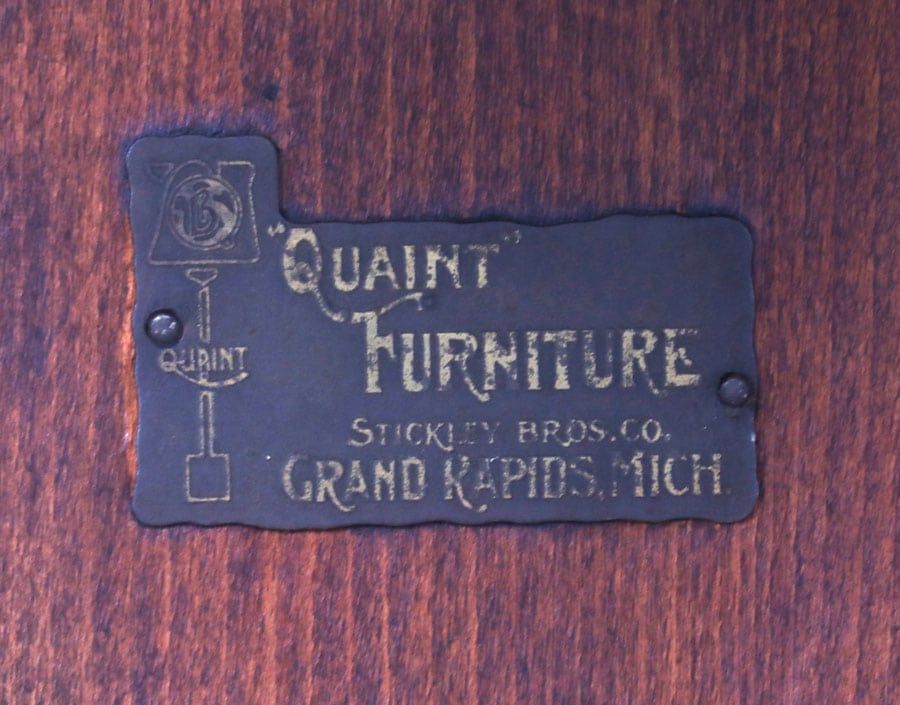 QUAINT
"QUAINT"
FURNITURE
STICKLEY BROS. CO.
GRAND RAPIDS, MICH.